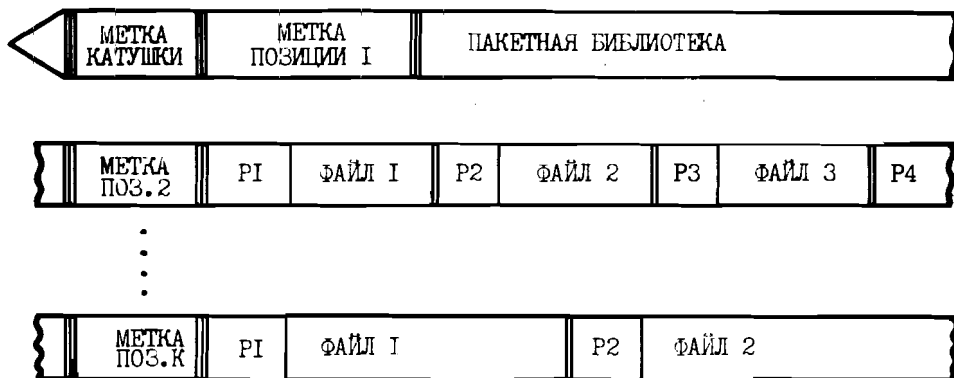 МЕТКА КАТУШКИ МЕТКА ПОЗИЦИИ I ПАКЕТНАЯ БИБЛИОТЕКА
МЕТКА ПОЗ.2 PI ФАЙЛ I P2 ФАЙЛ 2 P3 ФАЙЛ 3 P4
МЕТКА ПОЗ.К PI ФАЙЛ I P2 ФАЙЛ 2